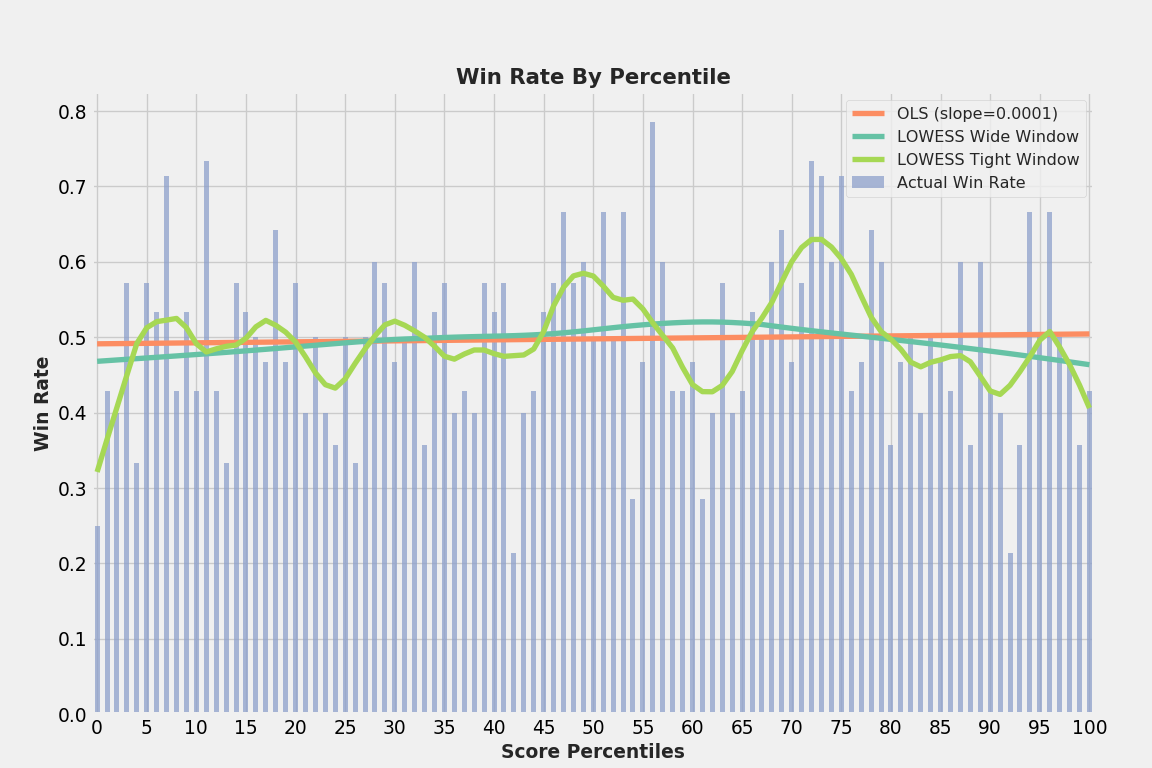 Win Rate By Percentile
OLS (slope=0.0001)
LOWESS Wide Window
LOWESS Tight Window
Actual Win Rate
Win Rate
0.8
0.7
0.6
0.5
0.4
0.3
0.2
0.1
0.0
0 5 10 15 20 25 30 35 40 45 50 55 60 65 70 75 80 85 90 95 100
Score Percentiles